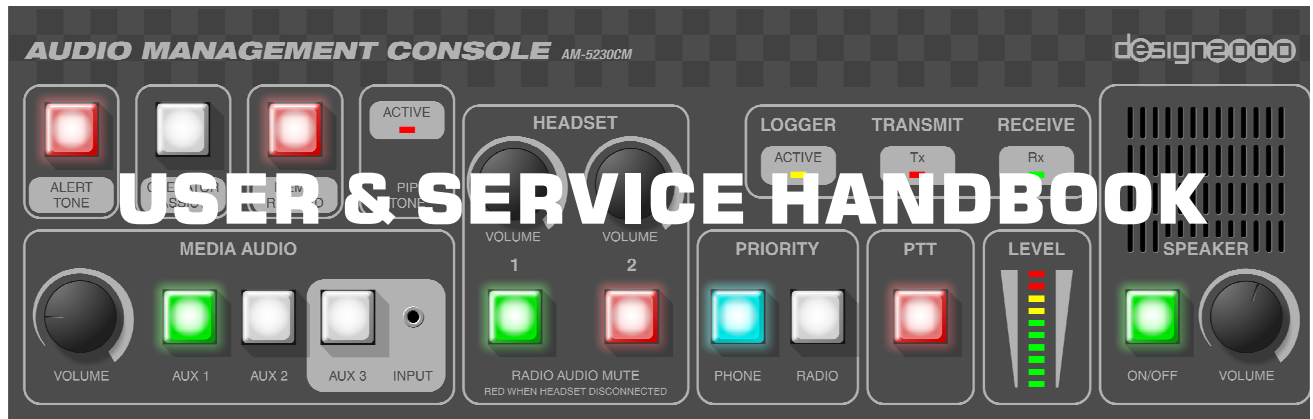 AUDIO MANAGEMENT CONSOLE AM-5230CM
design2000
ALERT
TONE
ACTIVE
PIP
TONE
HEADSET
VOLUME
VOLUME
1
2
RADIO AUDIO MUTE
RED WHEN HEADSET DISCONNECTED
LOGGER
TRANSMIT
RECEIVE
ACTIVE
Tx
Rx
USER & SERVICE HANDBOOK
MEDIA AUDIO
VOLUME
AUX 1
AUX 2
AUX 3
INPUT
PRIORITY
PHONE
RADIO
PTT
LEVEL
SPEAKER
ON/OFF
VOLUME